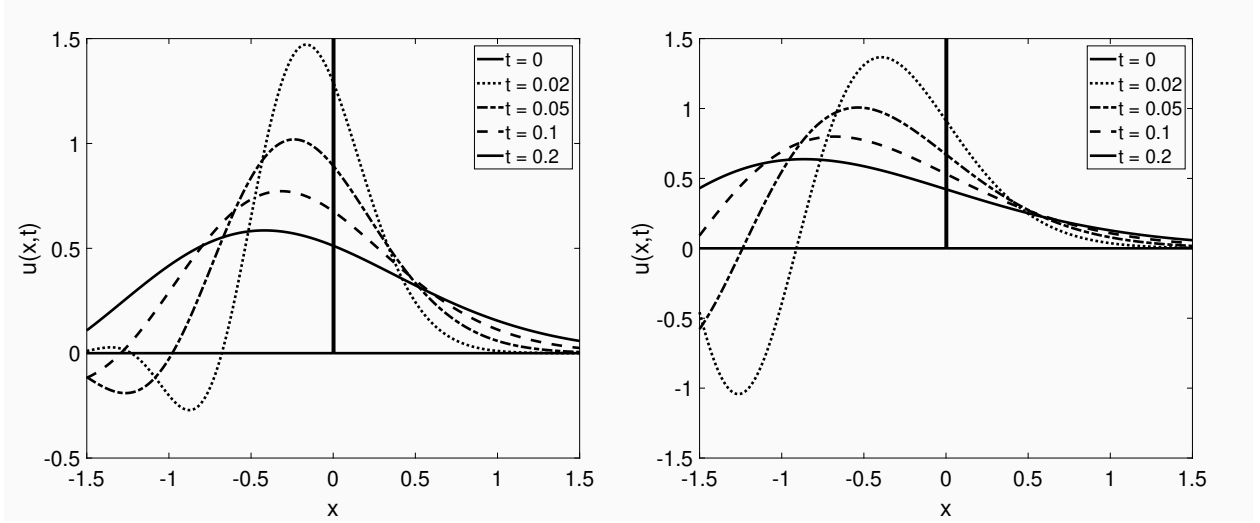 1.5
1
0.5
0
-0.5
-1.5 -1 -0.5 0 0.5 1 1.5
x
u(x,t)
t = 0
t = 0.02
t = 0.05
t = 0.1
t = 0.2
1.5
1
0.5
0
-0.5
-1
-1.5
-1.5 -1 -0.5 0 0.5 1 1.5
x
u(x,t)
t = 0
t = 0.02
t = 0.05
t = 0.1
t = 0.2